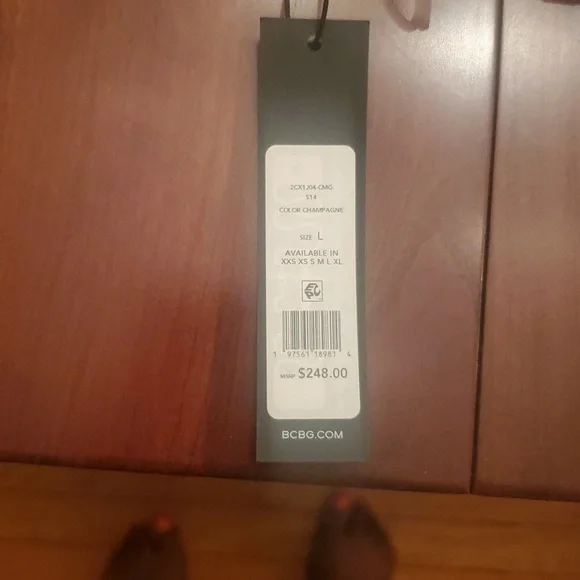 2CX1J04-CMG
S14
COLOR CHAMPAGNE
SIZE L
AVAILABLE IN
XXS XS S M L XL
1 97561 18983 4
MSRP $248.00
BCBG.COM